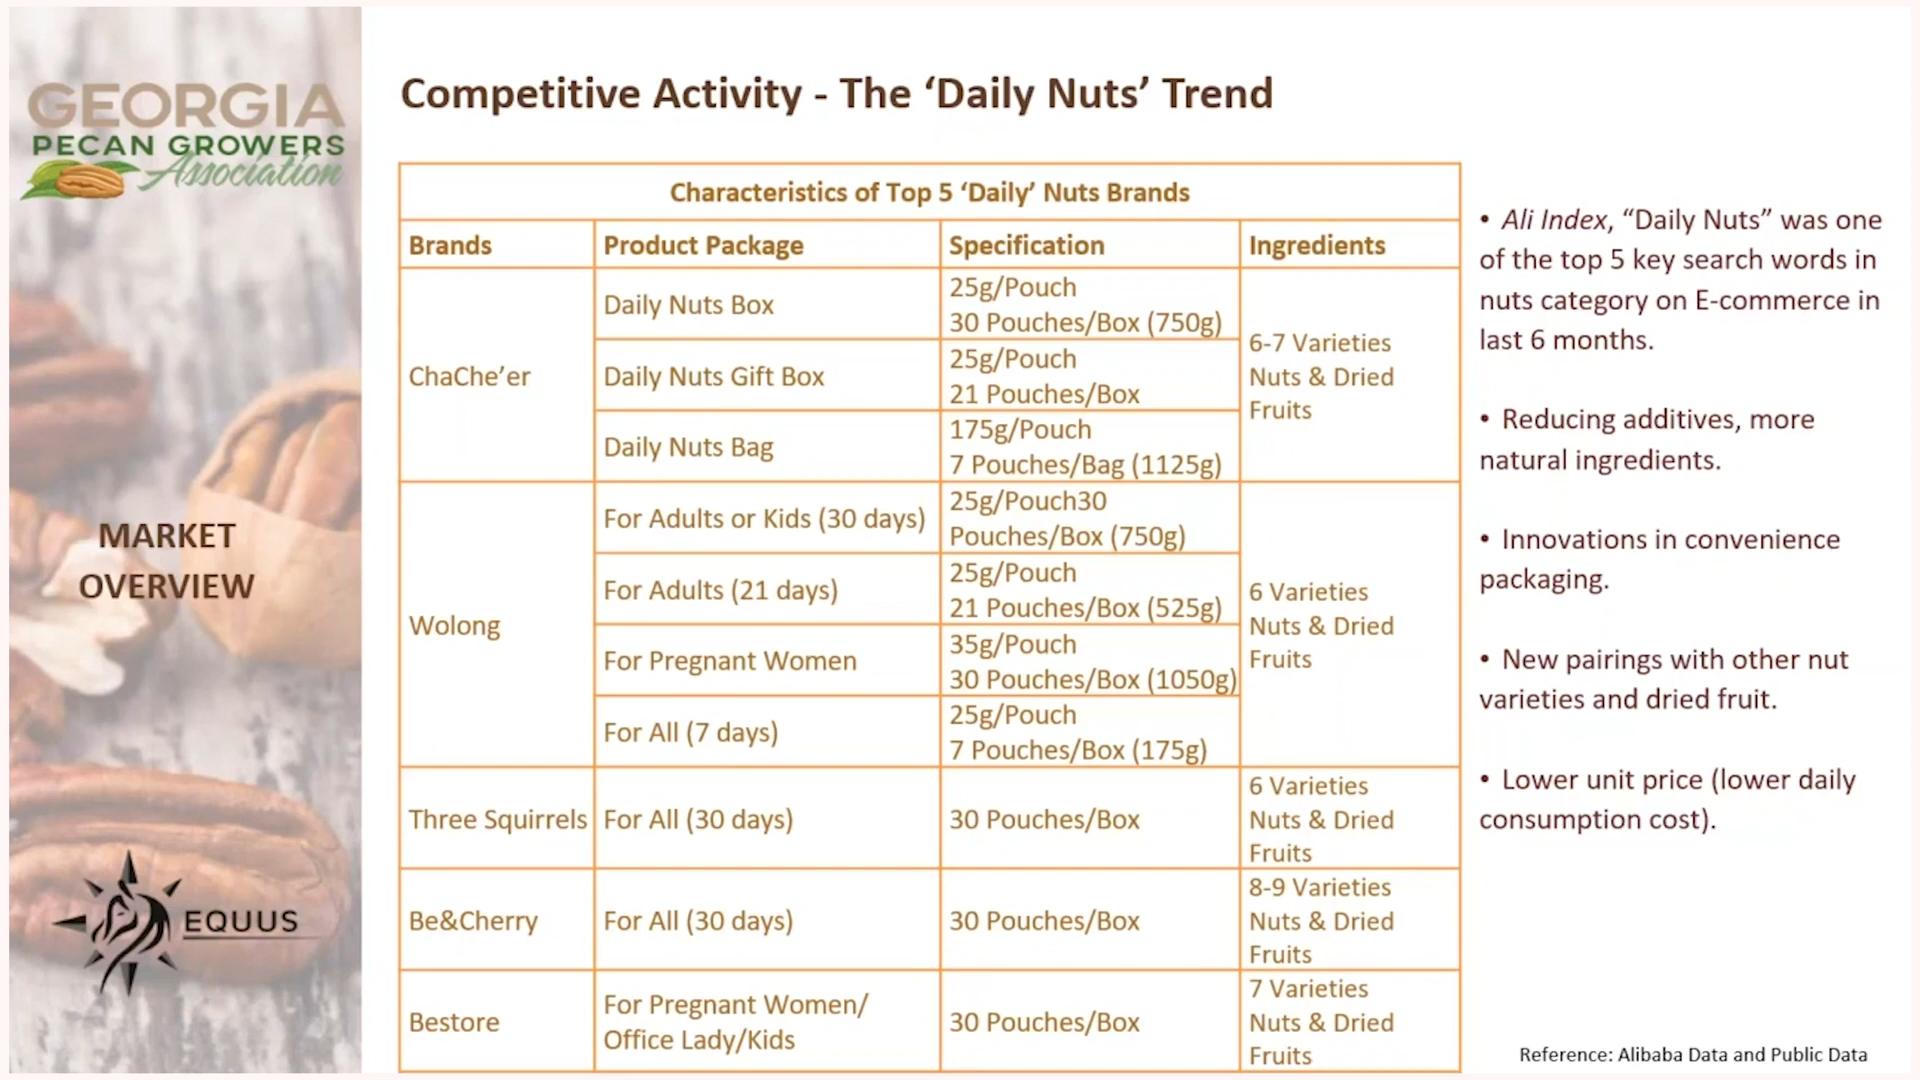 GEORGIA
PECAN GROWERS
Association
MARKET
OVERVIEW
EQUUS
Competitive Activity - The ‘Daily Nuts’ Trend
Characteristics of Top 5 ‘Daily’ Nuts Brands
Brands Product Package Specification Ingredients
ChaChe’er
Daily Nuts Box
25g/Pouch
30 Pouches/Box (750g)
Daily Nuts Gift Box
25g/Pouch
21 Pouches/Box
Daily Nuts Bag
175g/Pouch
7 Pouches/Bag (1125g)
6-7 Varieties
Nuts & Dried
Fruits
Wolong
For Adults or Kids (30 days)
25g/Pouch30
Pouches/Box (750g)
For Adults (21 days)
25g/Pouch
21 Pouches/Box (525g)
For Pregnant Women
35g/Pouch
30 Pouches/Box (1050g)
For All (7 days)
25g/Pouch
7 Pouches/Box (175g)
6 Varieties
Nuts & Dried
Fruits
Three Squirrels
For All (30 days)
30 Pouches/Box
6 Varieties
Nuts & Dried
Fruits
Be&Cherry
For All (30 days)
30 Pouches/Box
8-9 Varieties
Nuts & Dried
Fruits
Bestore
For Pregnant Women/
Office Lady/Kids
30 Pouches/Box
7 Varieties
Nuts & Dried
Fruits
• Ali Index, “Daily Nuts” was one
of the top 5 key search words in
nuts category on E-commerce in
last 6 months.
• Reducing additives, more
natural ingredients.
• Innovations in convenience
packaging.
• New pairings with other nut
varieties and dried fruit.
• Lower unit price (lower daily
consumption cost).
Reference: Alibaba Data and Public Data